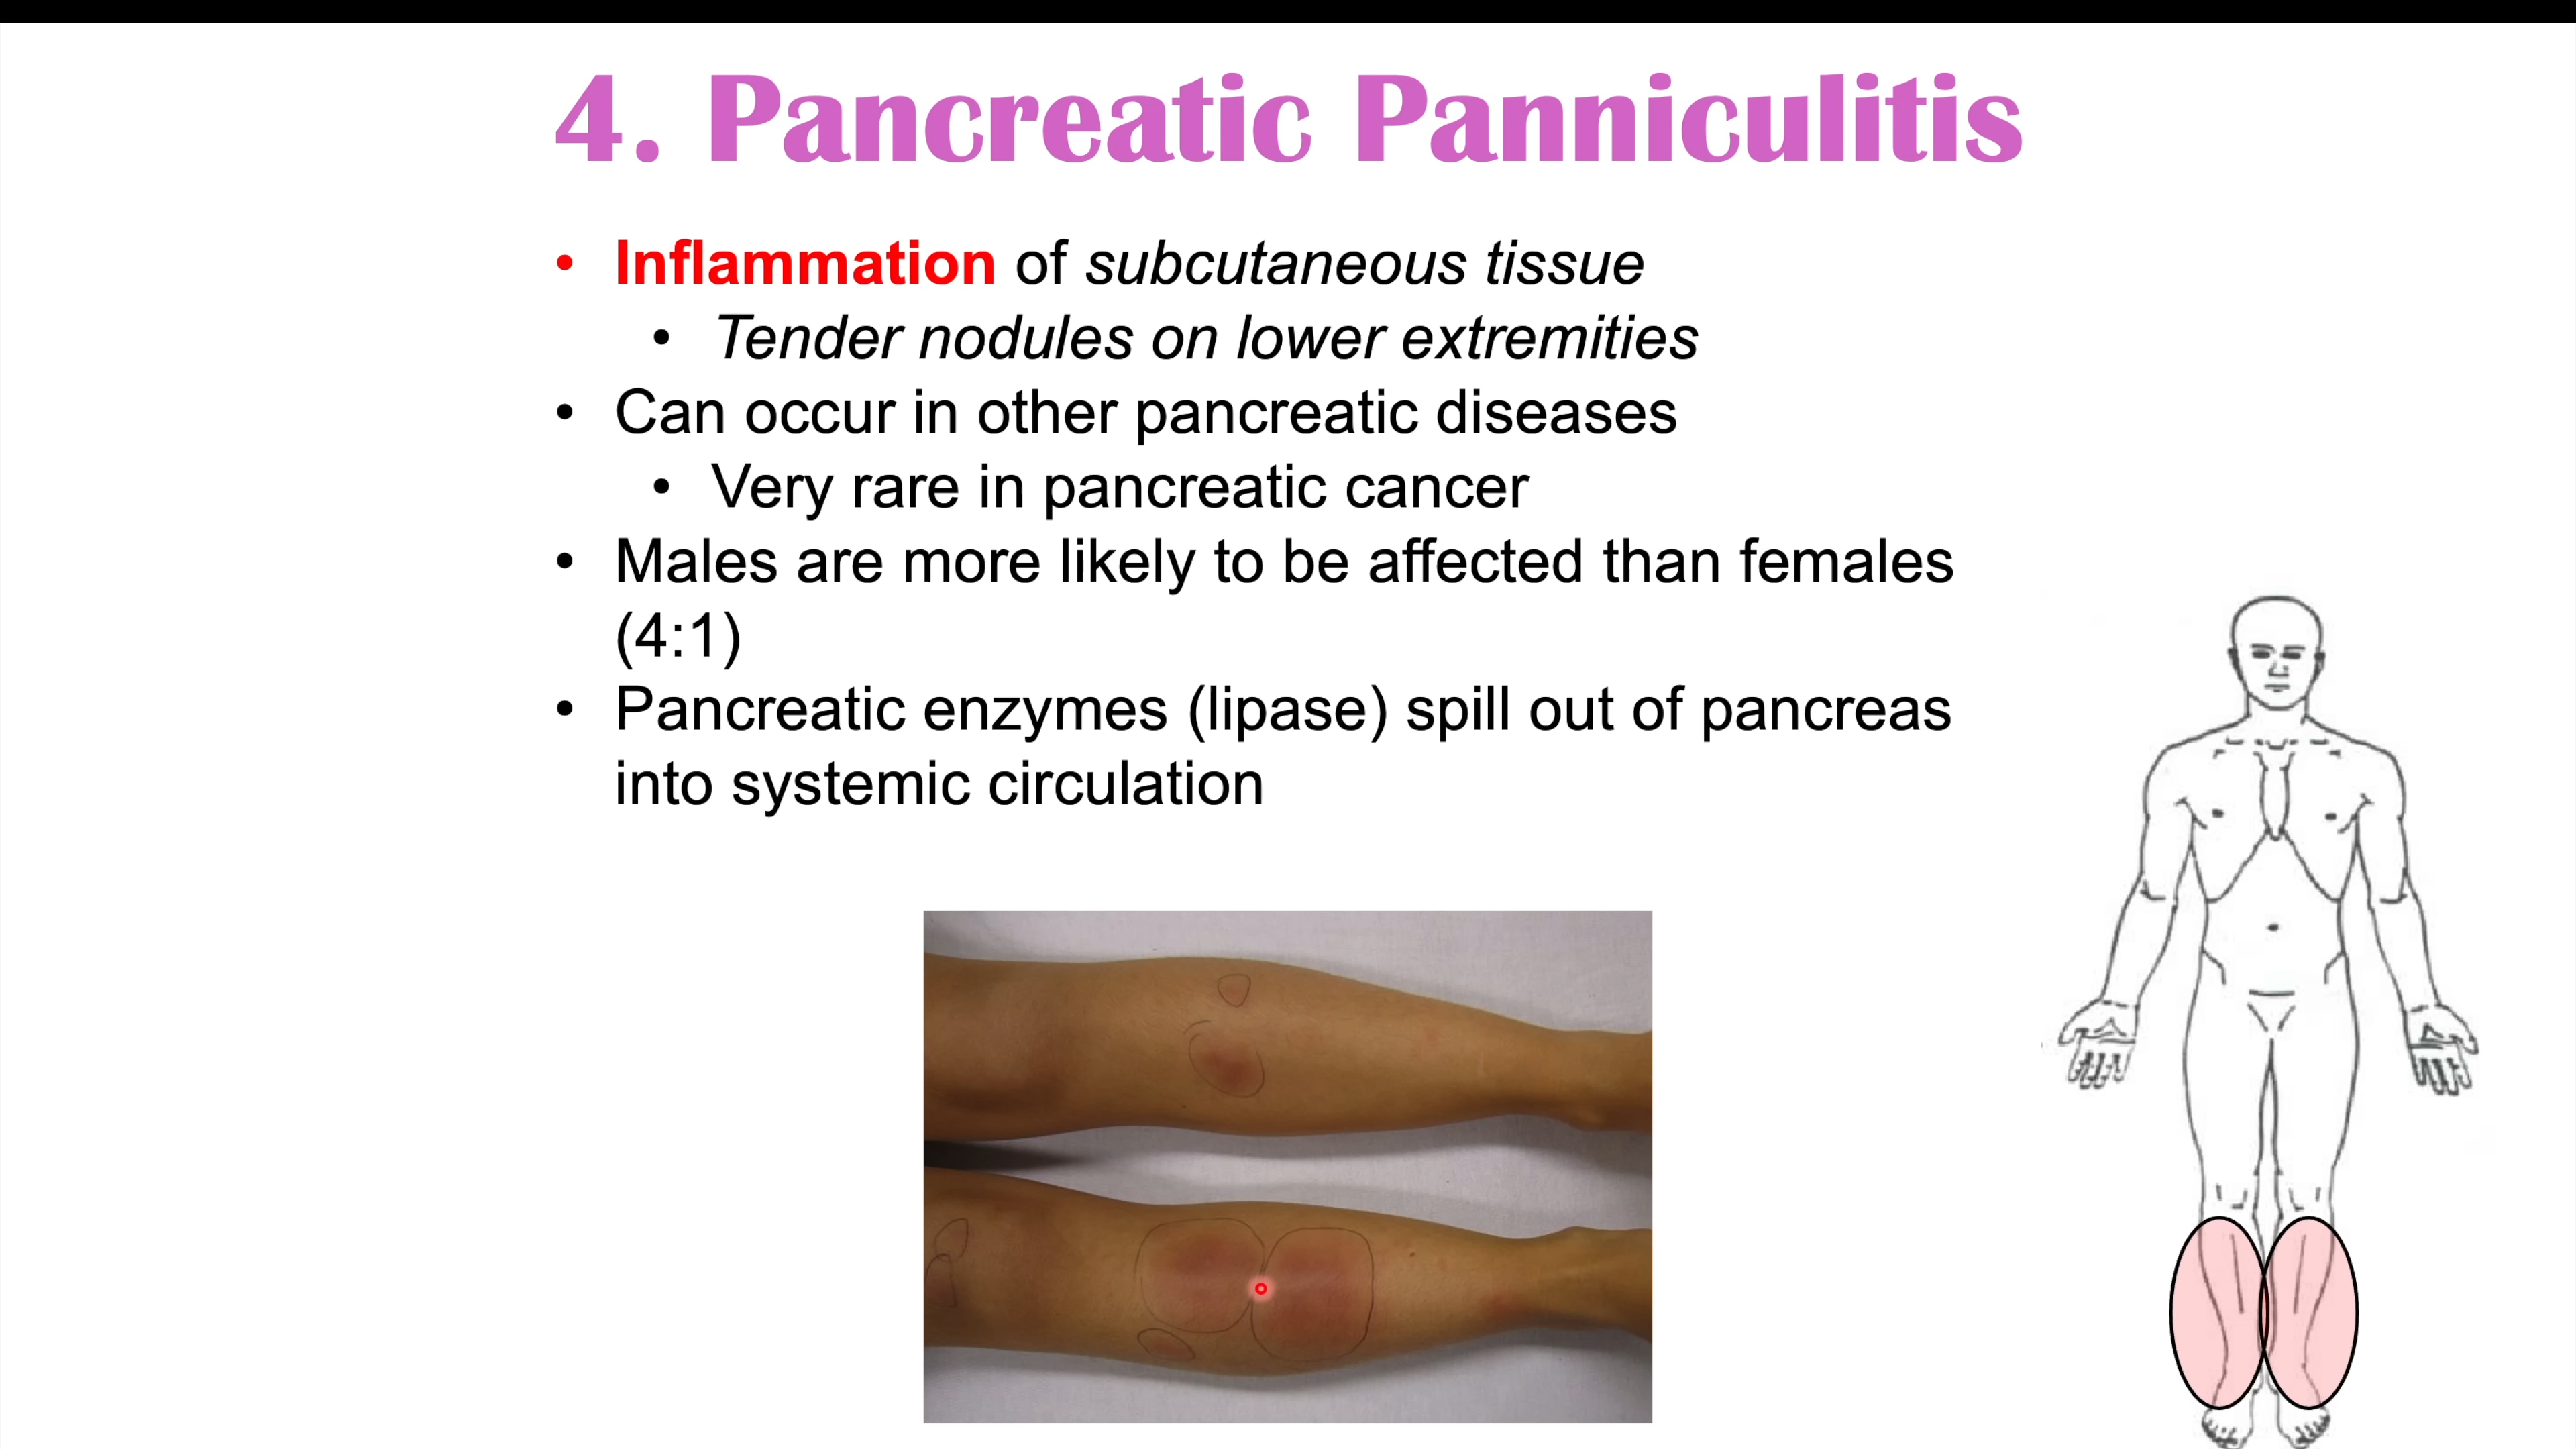 4. Pancreatic Panniculitis
• Inflammation of subcutaneous tissue
• Tender nodules on lower extremities
• Can occur in other pancreatic diseases
• Very rare in pancreatic cancer
• Males are more likely to be affected than females
(4:1)
• Pancreatic enzymes (lipase) spill out of pancreas
into systemic circulation